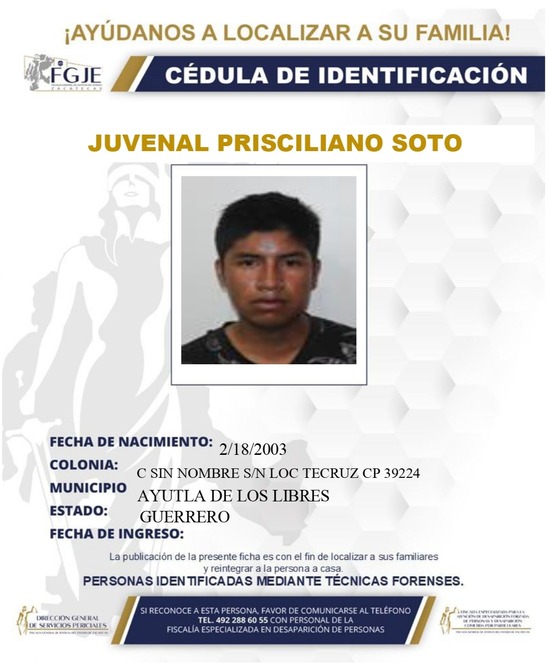 ¡AYÚDANOS A LOCALIZAR A SU FAMILIA!
FGJE
ZACATECAS
CÉDULA DE IDENTIFICACIÓN
JUVENAL PRISCILIANO SOTO
FECHA DE NACIMIENTO: 2/18/2003
COLONIA: C SIN NOMBRE S/N LOC TECRUZ CP 39224
MUNICIPIO AYUTLA DE LOS LIBRES
ESTADO: GUERRERO
FECHA DE INGRESO:
La publicación de la presente ficha es con el fin de localizar a sus familiares
y reintegrar a la persona a casa.
PERSONAS IDENTIFICADAS MEDIANTE TÉCNICAS FORENSES.
DIRECCIÓN GENERAL
DE SERVICIOS PERICIALES
SI RECONOCE A ESTA PERSONA, FAVOR DE COMUNICARSE AL TELÉFONO
TEL. 492 288 60 55 CON PERSONAL DE LA
FISCALÍA ESPECIALIZADA EN DESAPARICIÓN DE PERSONAS